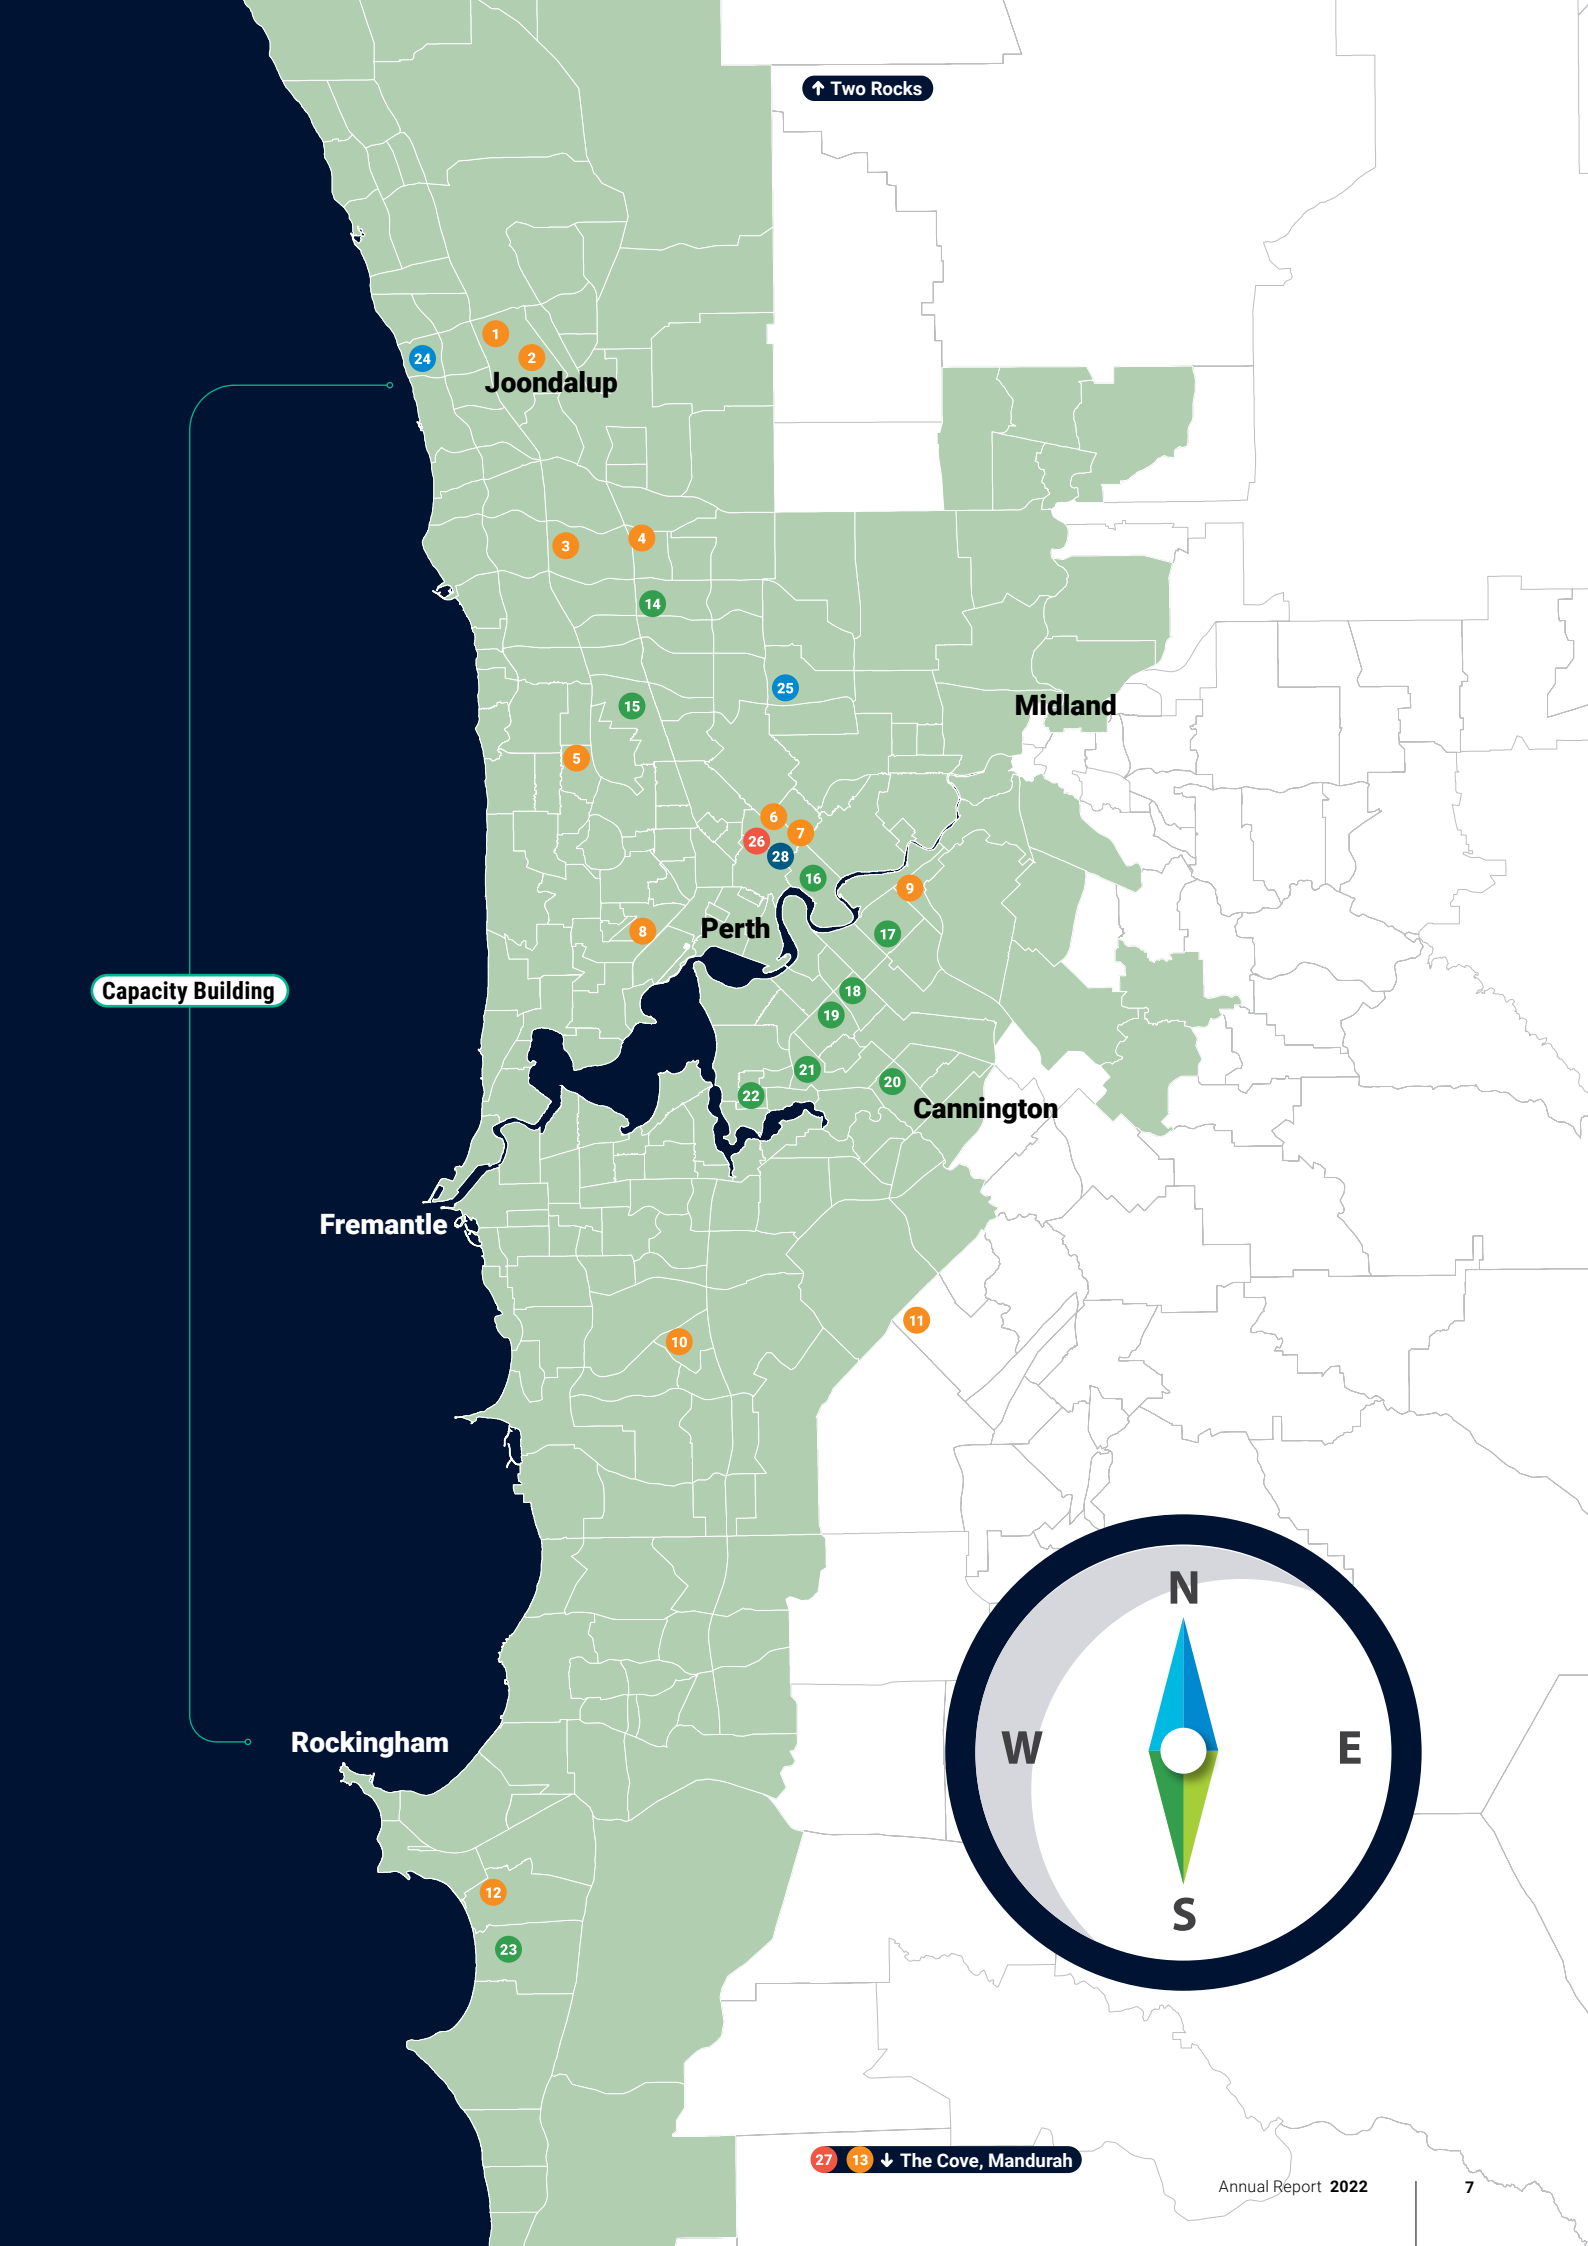 ↑ Two Rocks
1
24
2
Joondalup
3
4
14
25
15
Midland
5
6
7
26
28
16
9
8
Perth
17
Capacity Building
18
19
21
20
22
Cannington
Fremantle
11
10
N
W
E
S
Rockingham
12
23
27 13 ↓ The Cove, Mandurah
Annual Report 2022
7